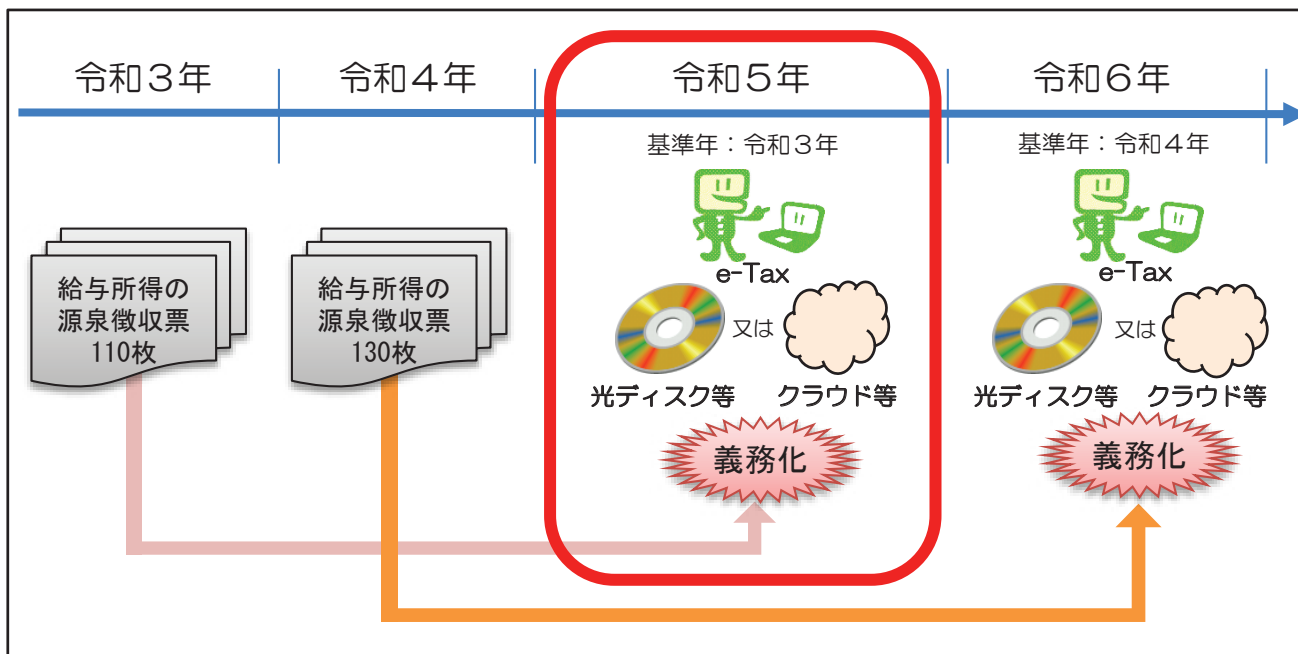 令和３年
令和４年
令和５年
令和６年
基準年：令和３年
基準年：令和４年
給与所得の
源泉徴収票
110枚
給与所得の
源泉徴収票
130枚
e-Tax
又は
光ディスク等
クラウド等
義務化
e-Tax
又は
光ディスク等
クラウド等
義務化